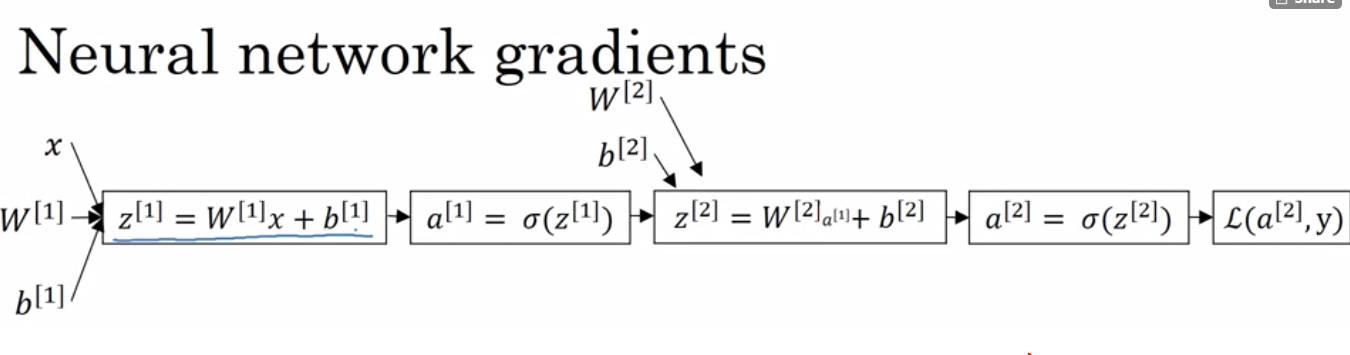 Share
Neural network gradients
W^[2]
x
b^[2]
W^[1]
z^[1] = W^[1]x + b^[1]
a^[1] = σ(z^[1])
z^[2] = W^[2]a^[1] + b^[2]
a^[2] = σ(z^[2])
ℒ(a^[2], y)
b^[1]